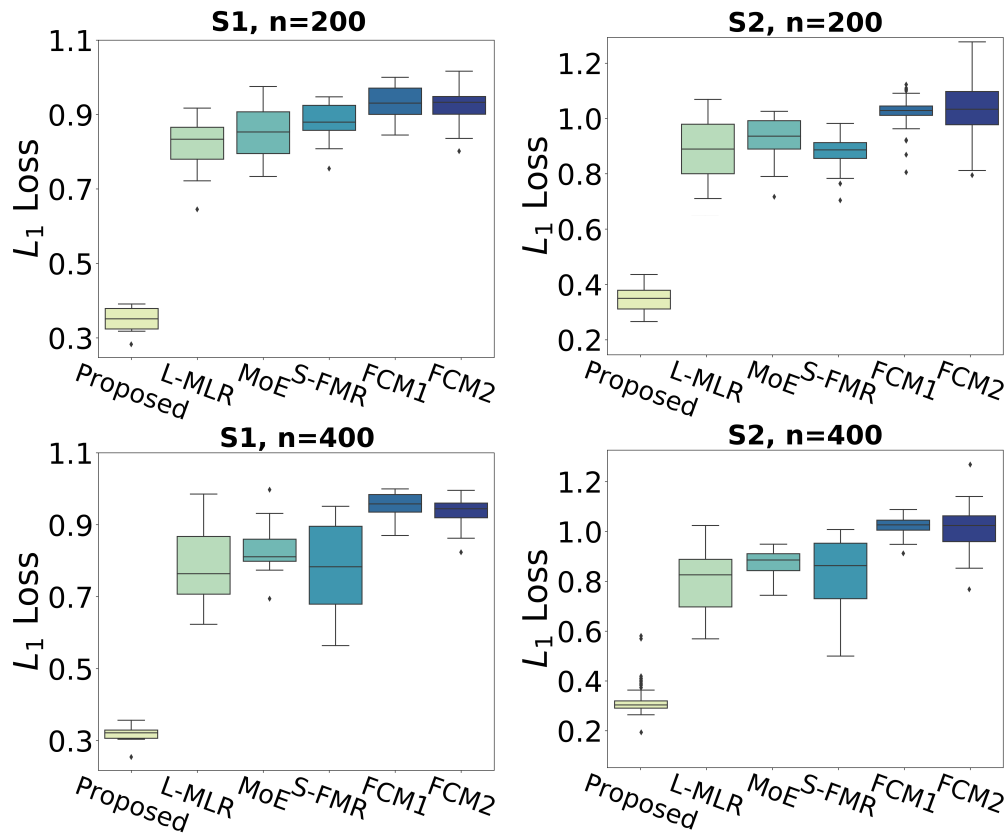 S1, n=200
1.1
0.9
0.7
0.5
0.3
L1 Loss
Proposed
L-MLR
MoE
S-FMR
FCM1
FCM2
S2, n=200
1.2
1.0
0.8
0.6
0.4
0.2
L1 Loss
Proposed
L-MLR
MoE
S-FMR
FCM1
FCM2
S1, n=400
1.1
0.9
0.7
0.5
0.3
L1 Loss
Proposed
L-MLR
MoE
S-FMR
FCM1
FCM2
S2, n=400
1.2
1.0
0.8
0.6
0.4
0.2
L1 Loss
Proposed
L-MLR
MoE
S-FMR
FCM1
FCM2